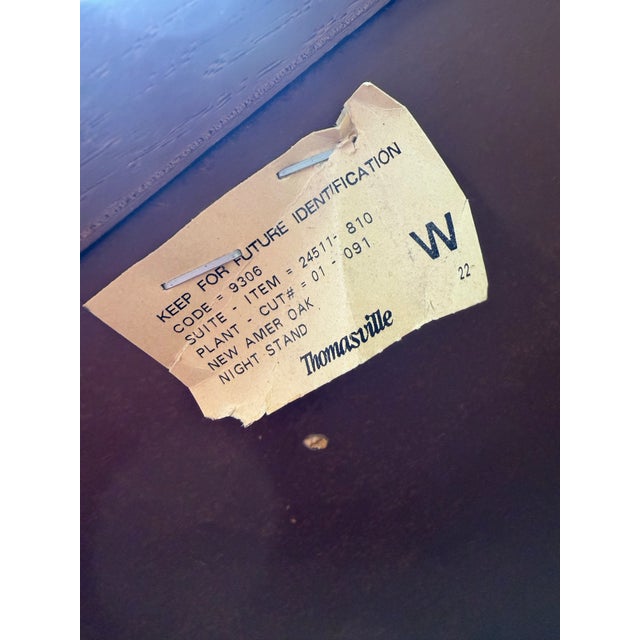 KEEP FOR FUTURE IDENTIFICATION
CODE = 9306
SUITE - ITEM = 24511- 810
PLANT - CUT# = 01 - 091
NEW AMER OAK
NIGHT STAND
W
22-
Thomasville